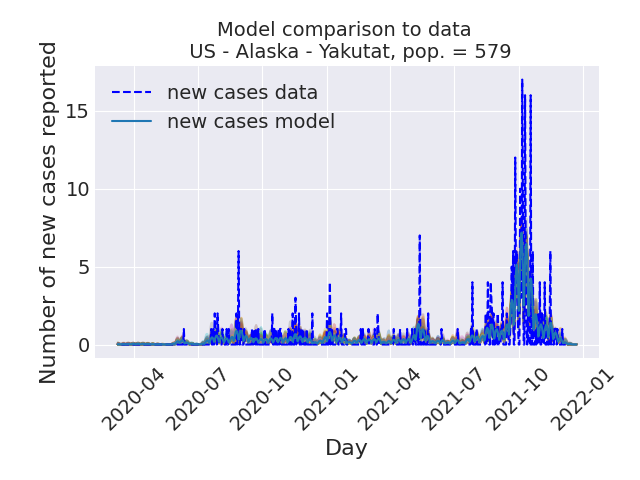 Model comparison to data
US - Alaska - Yakutat, pop. = 579
new cases data
new cases model
Number of new cases reported
15
10
5
0
2020-04
2020-07
2020-10
2021-01
2021-04
2021-07
2021-10
2022-01
Day